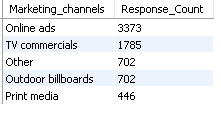 Marketing_channels Response_Count
Online ads 3373
TV commercials 1785
Other 702
Outdoor billboards 702
Print media 446